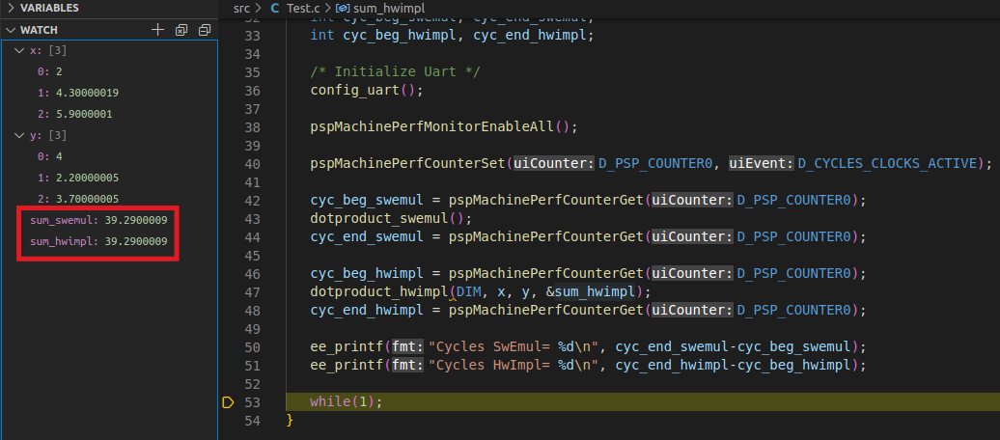 VARIABLES
WATCH
x: [3]
0: 2
1: 4.30000019
2: 5.9000001
y: [3]
0: 4
1: 2.20000005
2: 3.70000005
sum_swemul: 39.2900009
sum_hwimpl: 39.2900009
src > C Test.c > sum_hwimpl
32 int cyc_beg_swemul, cyc_end_swemul;
33 int cyc_beg_hwimpl, cyc_end_hwimpl;
34
35 /* Initialize Uart */
36 config_uart();
37
38 pspMachinePerfMonitorEnableAll();
39
40 pspMachinePerfCounterSet(uiCounter: D_PSP_COUNTER0, uiEvent: D_CYCLES_CLOCKS_ACTIVE);
41
42 cyc_beg_swemul = pspMachinePerfCounterGet(uiCounter: D_PSP_COUNTER0);
43 dotproduct_swemul();
44 cyc_end_swemul = pspMachinePerfCounterGet(uiCounter: D_PSP_COUNTER0);
45
46 cyc_beg_hwimpl = pspMachinePerfCounterGet(uiCounter: D_PSP_COUNTER0);
47 dotproduct_hwimpl(DIM, x, y, &sum_hwimpl);
48 cyc_end_hwimpl = pspMachinePerfCounterGet(uiCounter: D_PSP_COUNTER0);
49
50 ee_printf(fmt: "Cycles SwEmul= %d\n", cyc_end_swemul-cyc_beg_swemul);
51 ee_printf(fmt: "Cycles HwImpl= %d\n", cyc_end_hwimpl-cyc_beg_hwimpl);
52
53 while(1);
54 }